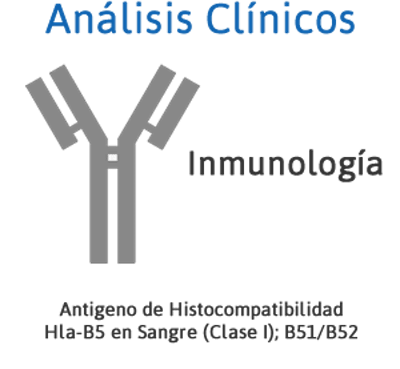 Análisis Clínicos
Inmunología
Antigeno de Histocompatibilidad
Hla-B5 en Sangre (Clase I); B51/B52